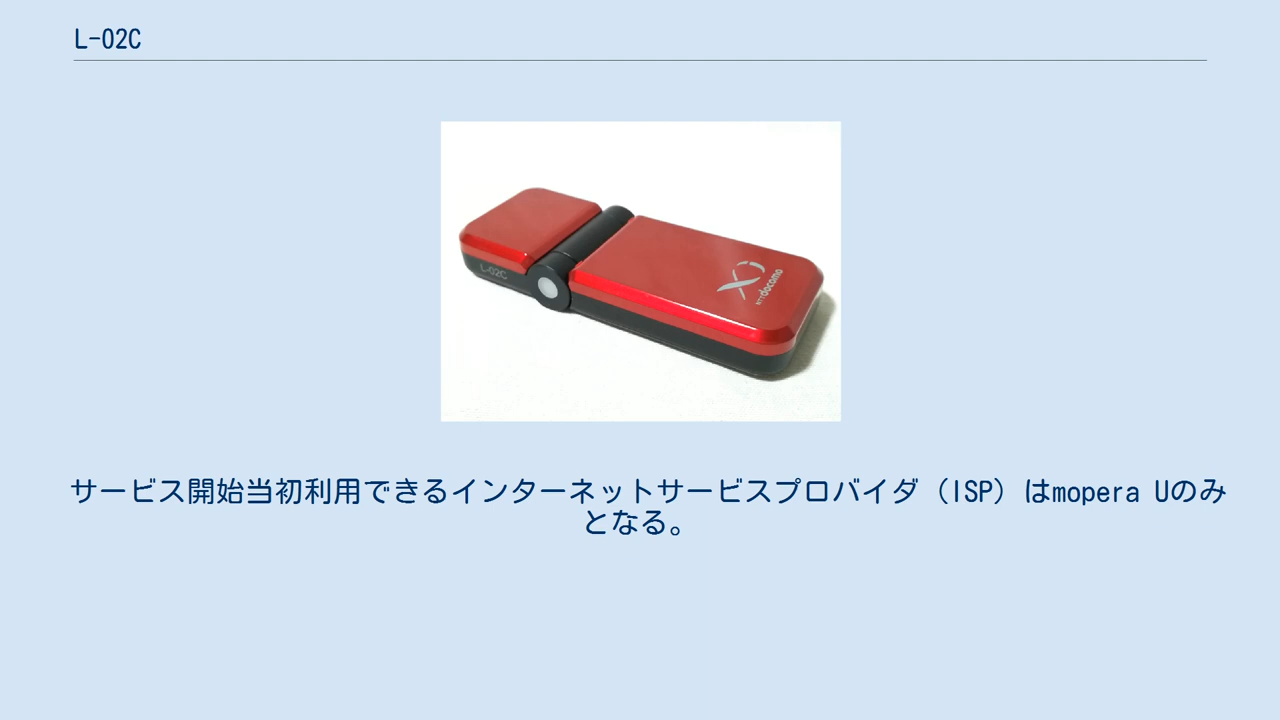 L-02C
L-02C
Xi
NTT docomo
サービス開始当初利用できるインターネットサービスプロバイダ（ISP）はmopera Uのみ
となる。